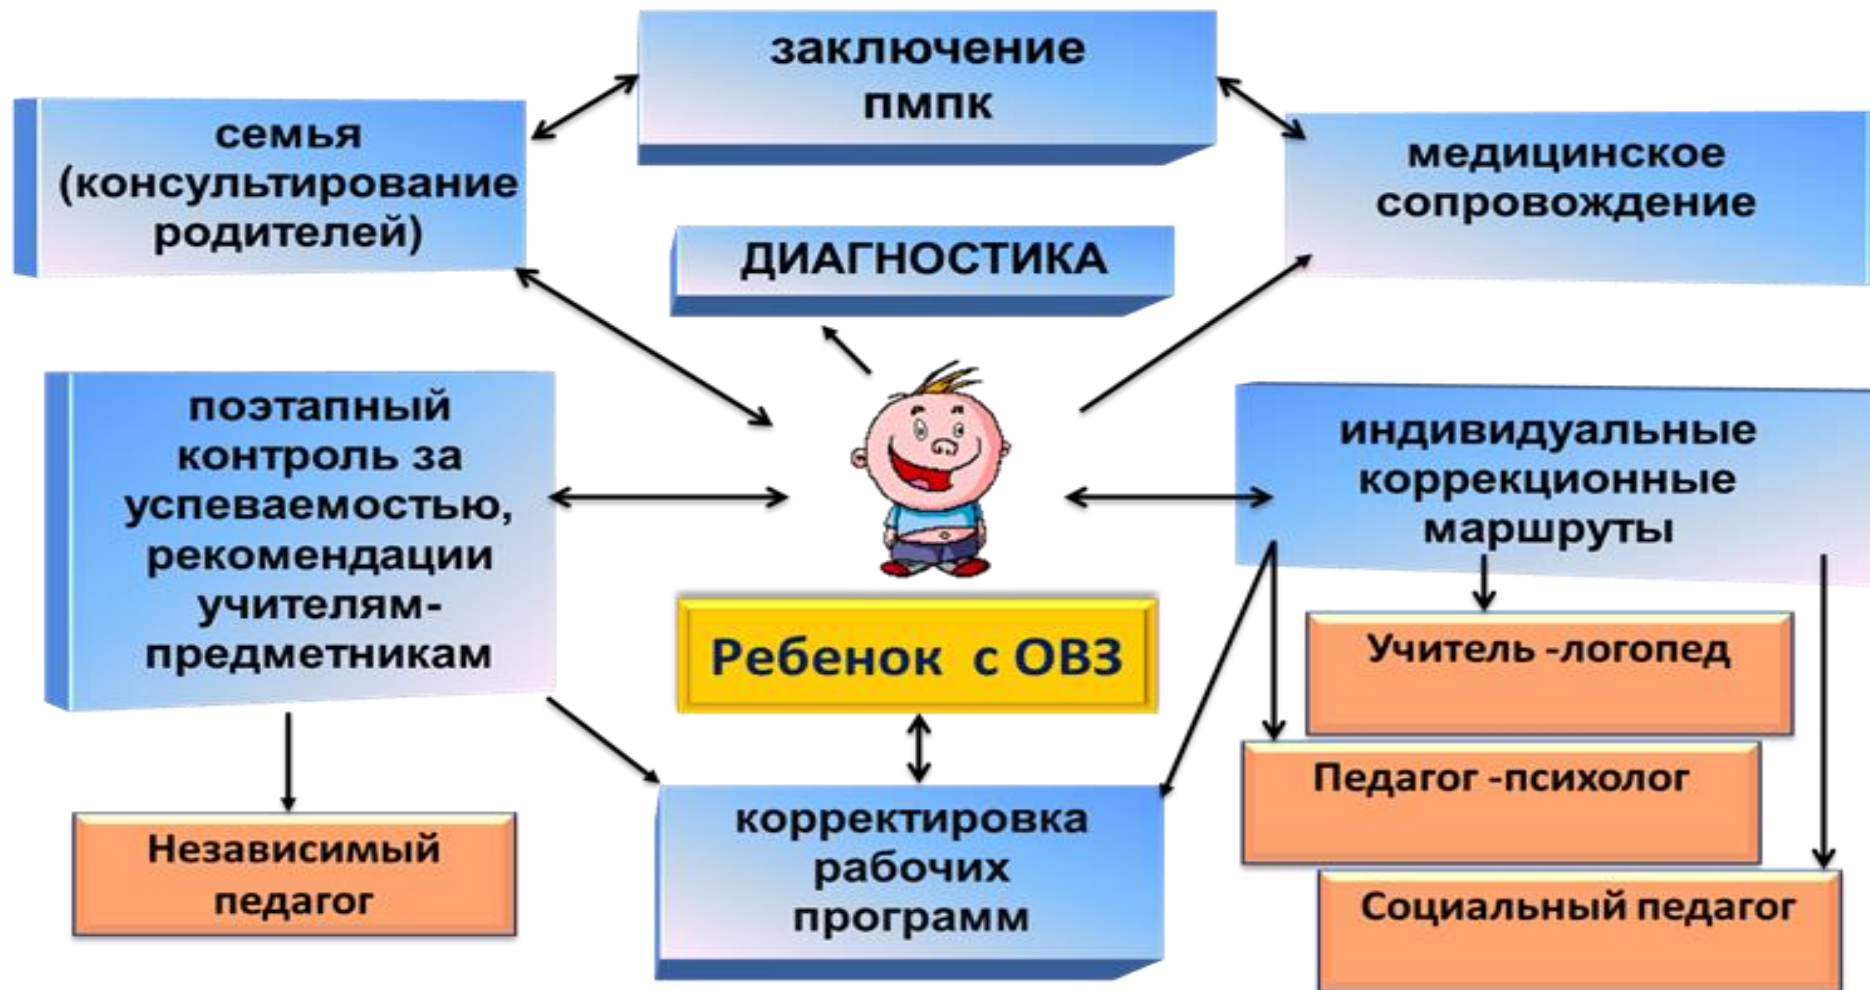 заключение
пмпк
семья
(консультирование
родителей)
медицинское
сопровождение
ДИАГНОСТИКА
поэтапный
контроль за
успеваемостью,
рекомендации
учителям-
предметникам
индивидуальные
коррекционные
маршруты
Ребенок с ОВЗ
Учитель -логопед
Педагог -психолог
Социальный педагог
Независимый
педагог
корректировка
рабочих
программ